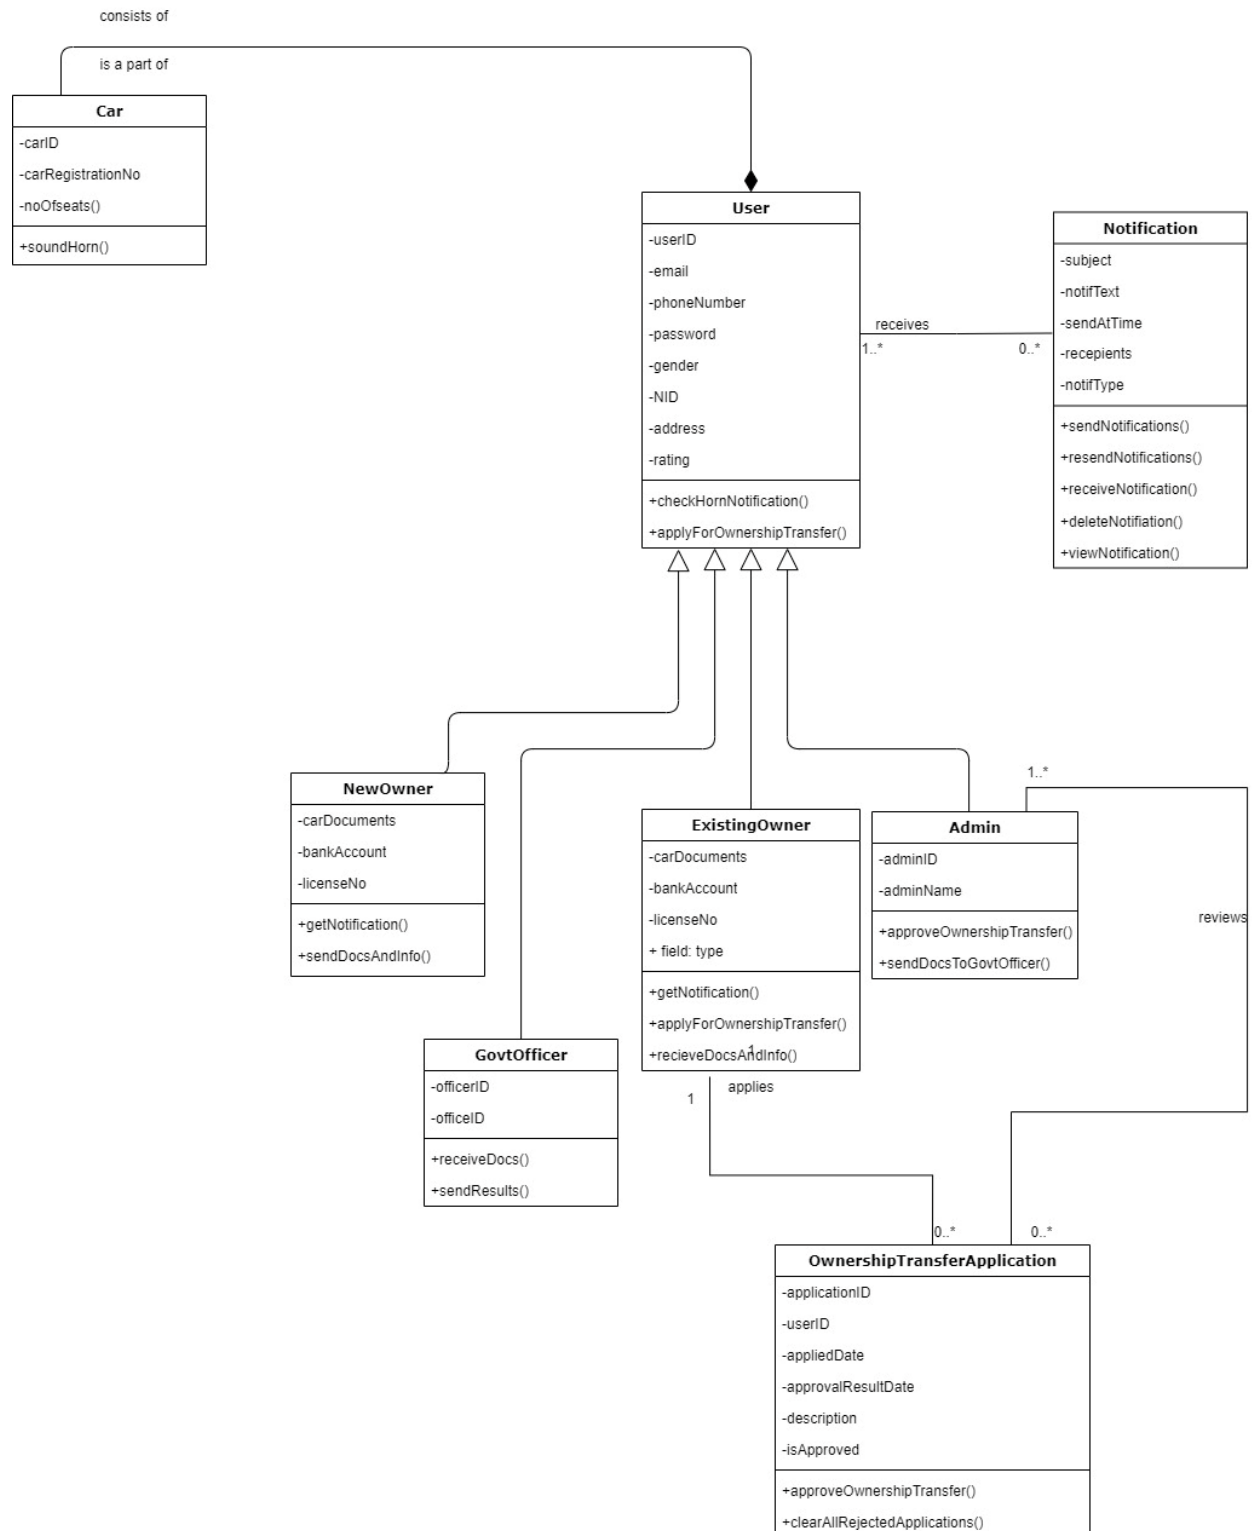 consists of
is a part of
Car
-carID
-carRegistrationNo
-noOfseats()
+soundHorn()
User
-userID
-email
-phoneNumber
-password
-gender
-NID
-address
-rating
+checkHornNotification()
+applyForOwnershipTransfer()
receives
1..*
0..*
Notification
-subject
-notifText
-sendAtTime
-recepients
-notifType
+sendNotifications()
+resendNotifications()
+receiveNotification()
+deleteNotifiation()
+viewNotification()
NewOwner
-carDocuments
-bankAccount
-licenseNo
+getNotification()
+sendDocsAndInfo()
GovtOfficer
-officerID
-officeID
+receiveDocs()
+sendResults()
ExistingOwner
-carDocuments
-bankAccount
-licenseNo
+ field: type
+getNotification()
+applyForOwnershipTransfer()
+recieveDocsAndInfo()
1
applies
1
Admin
-adminID
-adminName
+approveOwnershipTransfer()
+sendDocsToGovtOfficer()
1..*
reviews
0..*
0..*
OwnershipTransferApplication
-applicationID
-userID
-appliedDate
-approvalResultDate
-description
-isApproved
+approveOwnershipTransfer()
+clearAllRejectedApplications()